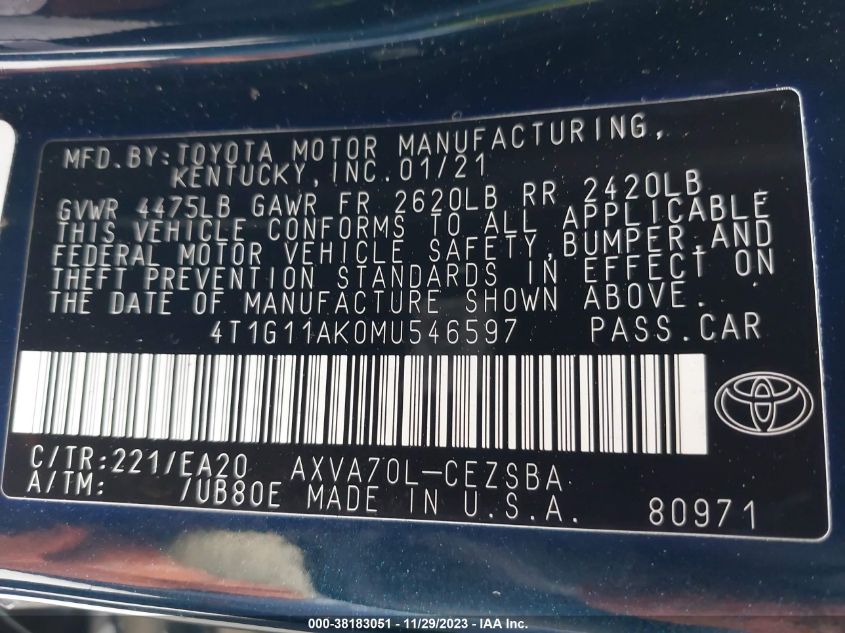 MFD. BY: TOYOTA MOTOR MANUFACTURING,
KENTUCKY, INC. 01/21
GVWR 4475LB GAWR FR 2620LB RR 2420LB
THIS VEHICLE CONFORMS TO ALL APPLICABLE
FEDERAL MOTOR VEHICLE SAFETY, BUMPER, AND
THEFT PREVENTION STANDARDS IN EFFECT ON
THE DATE OF MANUFACTURE SHOWN ABOVE.
4T1G11AK0MU546597 PASS.CAR
C/TR:221/EA20 AXVA70L-CEZSBA
A/TM: /UB80E MADE IN U.S.A. 80971
000-38183051 - 11/29/2023 - IAA Inc.